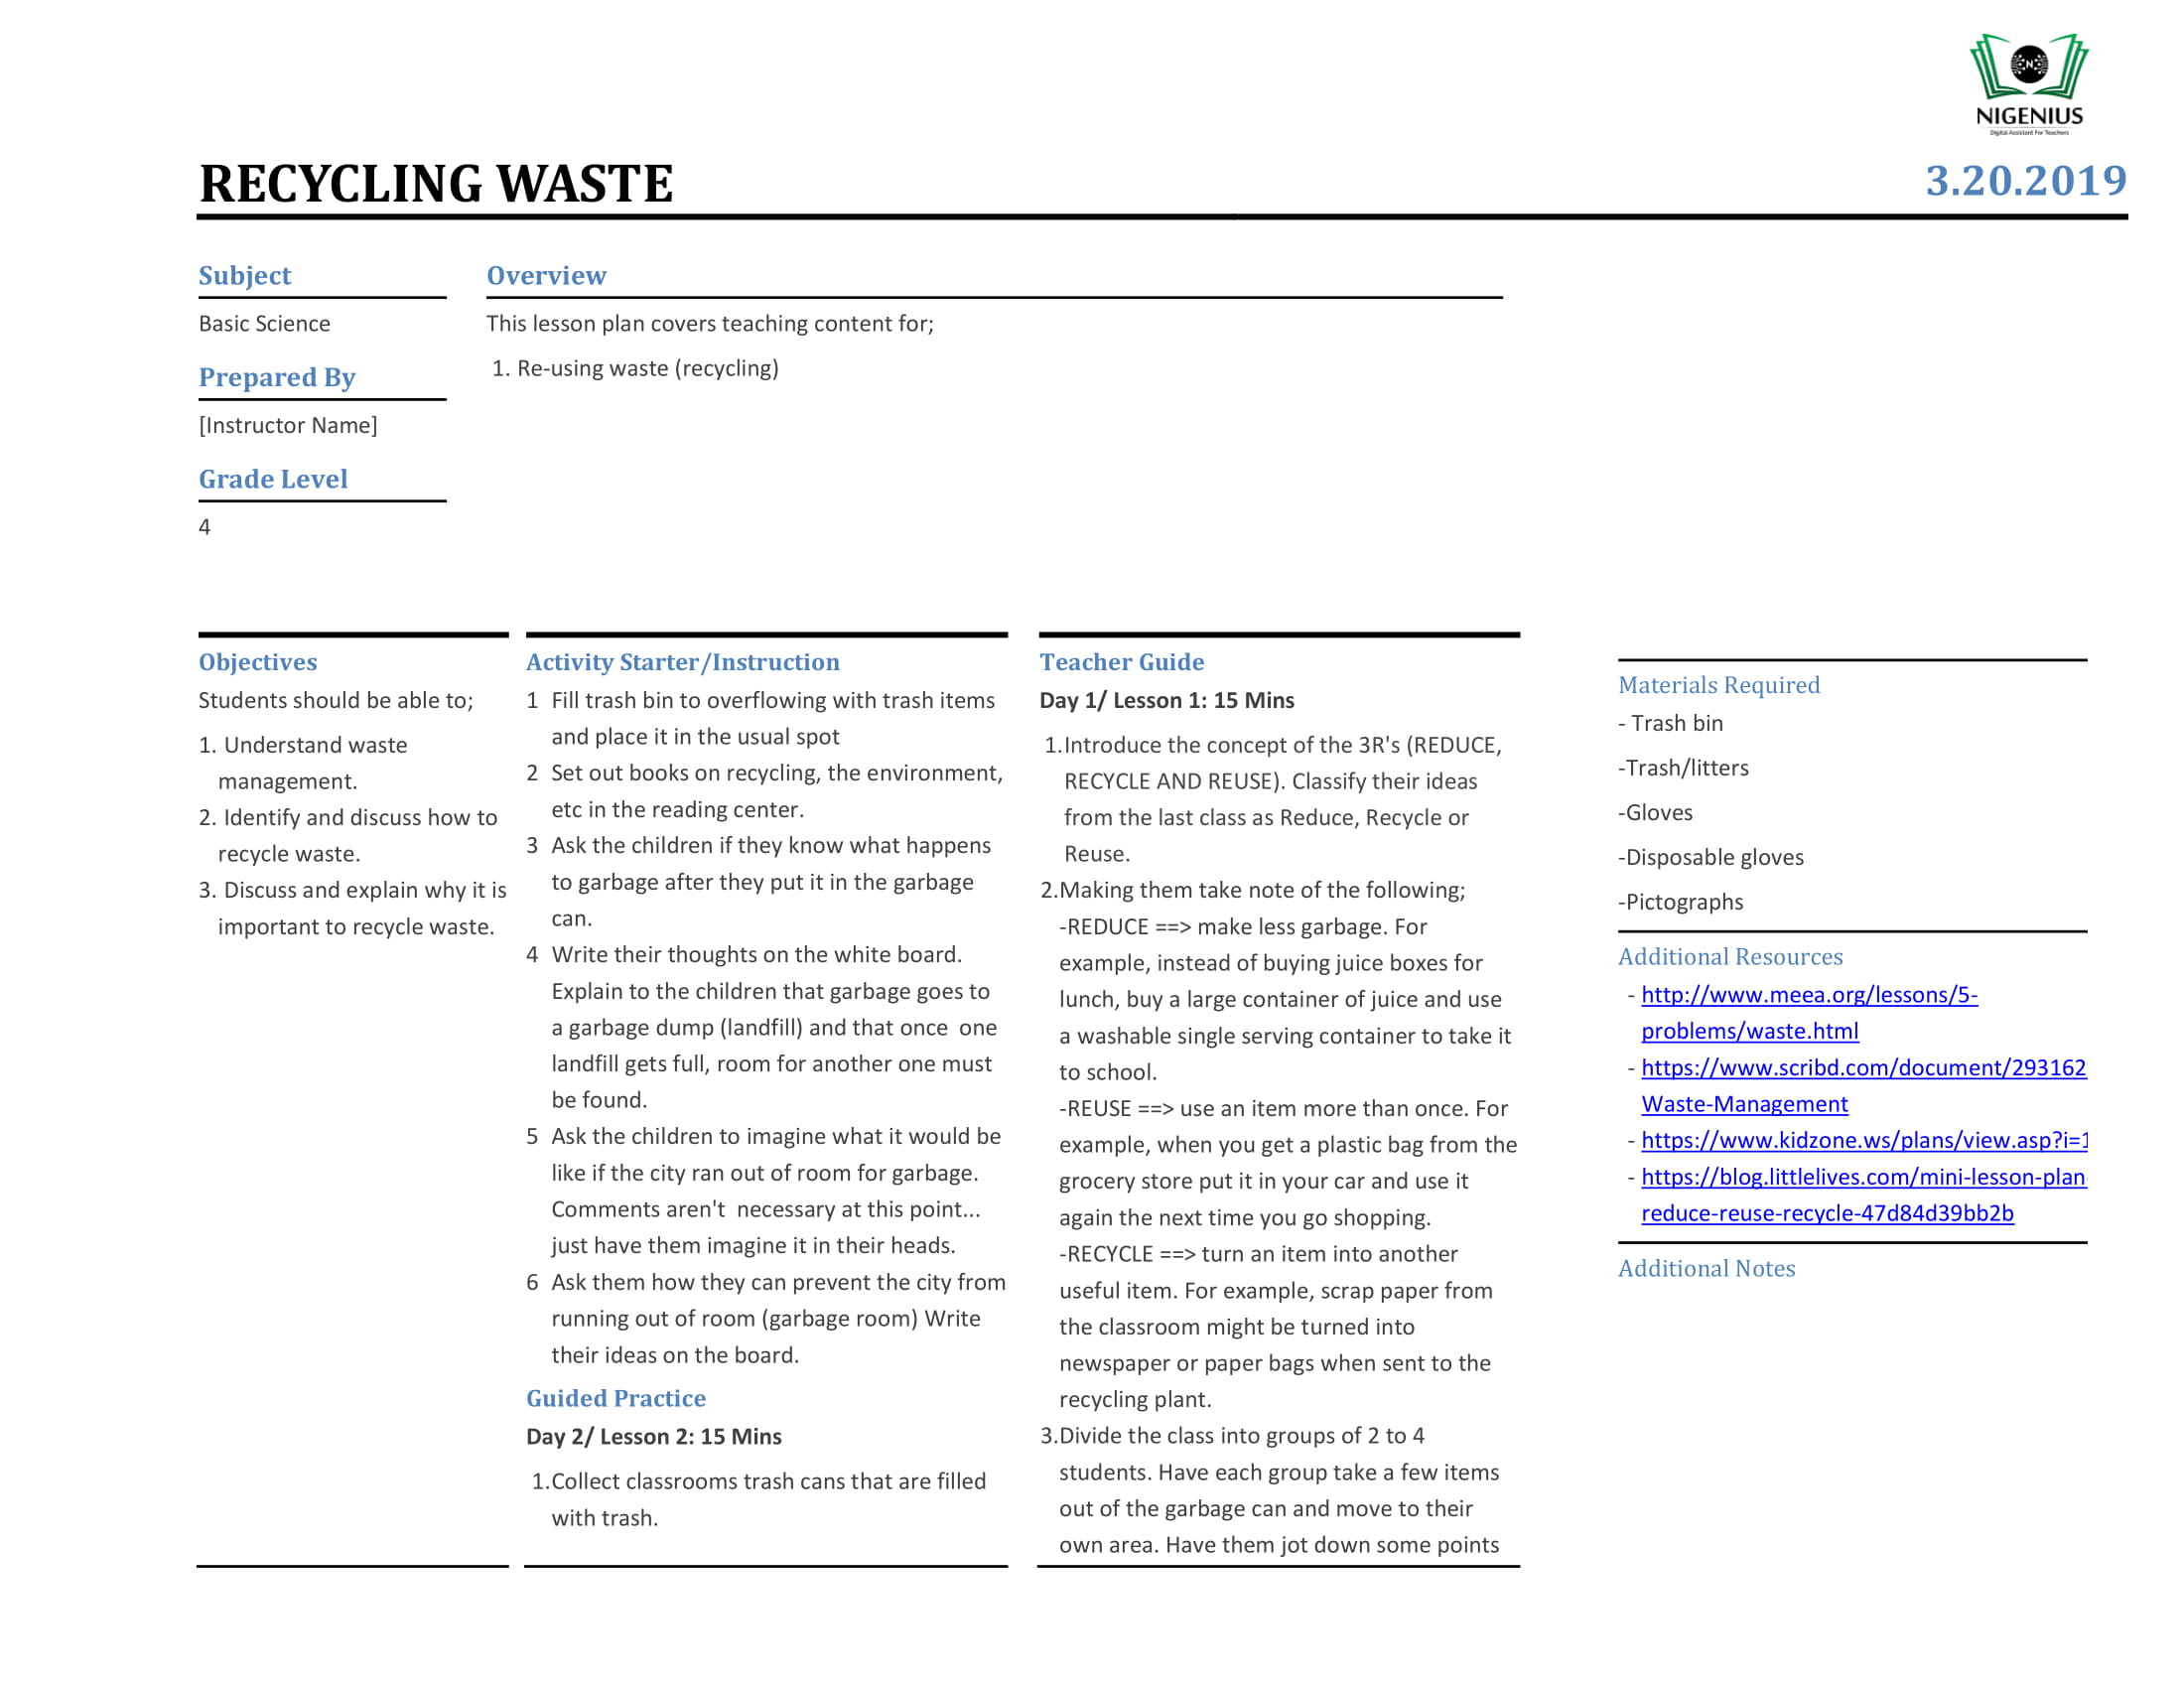 NIGENIUS
Digital Assistant For Teachers
RECYCLING WASTE
3.20.2019
Subject
Basic Science
Prepared By
[Instructor Name]
Grade Level
4
Overview
This lesson plan covers teaching content for;
1. Re-using waste (recycling)
Objectives
Students should be able to;
1. Understand waste
management.
2. Identify and discuss how to
recycle waste.
3. Discuss and explain why it is
important to recycle waste.
Activity Starter/Instruction
1 Fill trash bin to overflowing with trash items
and place it in the usual spot
2 Set out books on recycling, the environment,
etc in the reading center.
3 Ask the children if they know what happens
to garbage after they put it in the garbage
can.
4 Write their thoughts on the white board.
Explain to the children that garbage goes to
a garbage dump (landfill) and that once one
landfill gets full, room for another one must
be found.
5 Ask the children to imagine what it would be
like if the city ran out of room for garbage.
Comments aren't necessary at this point...
just have them imagine it in their heads.
6 Ask them how they can prevent the city from
running out of room (garbage room) Write
their ideas on the board.
Guided Practice
Day 2/ Lesson 2: 15 Mins
1.Collect classrooms trash cans that are filled
with trash.
Teacher Guide
Day 1/ Lesson 1: 15 Mins
1.Introduce the concept of the 3R's (REDUCE,
RECYCLE AND REUSE). Classify their ideas
from the last class as Reduce, Recycle or
Reuse.
2.Making them take note of the following;
-REDUCE ==> make less garbage. For
example, instead of buying juice boxes for
lunch, buy a large container of juice and use
a washable single serving container to take it
to school.
-REUSE ==> use an item more than once. For
example, when you get a plastic bag from the
grocery store put it in your car and use it
again the next time you go shopping.
-RECYCLE ==> turn an item into another
useful item. For example, scrap paper from
the classroom might be turned into
newspaper or paper bags when sent to the
recycling plant.
3.Divide the class into groups of 2 to 4
students. Have each group take a few items
out of the garbage can and move to their
own area. Have them jot down some points
Materials Required
- Trash bin
-Trash/litters
-Gloves
-Disposable gloves
-Pictographs
Additional Resources
- http://www.meea.org/lessons/5-
problems/waste.html
- https://www.scribd.com/document/293162
Waste-Management
- https://www.kidzone.ws/plans/view.asp?i=1
- https://blog.littlelives.com/mini-lesson-plan-
reduce-reuse-recycle-47d84d39bb2b
Additional Notes